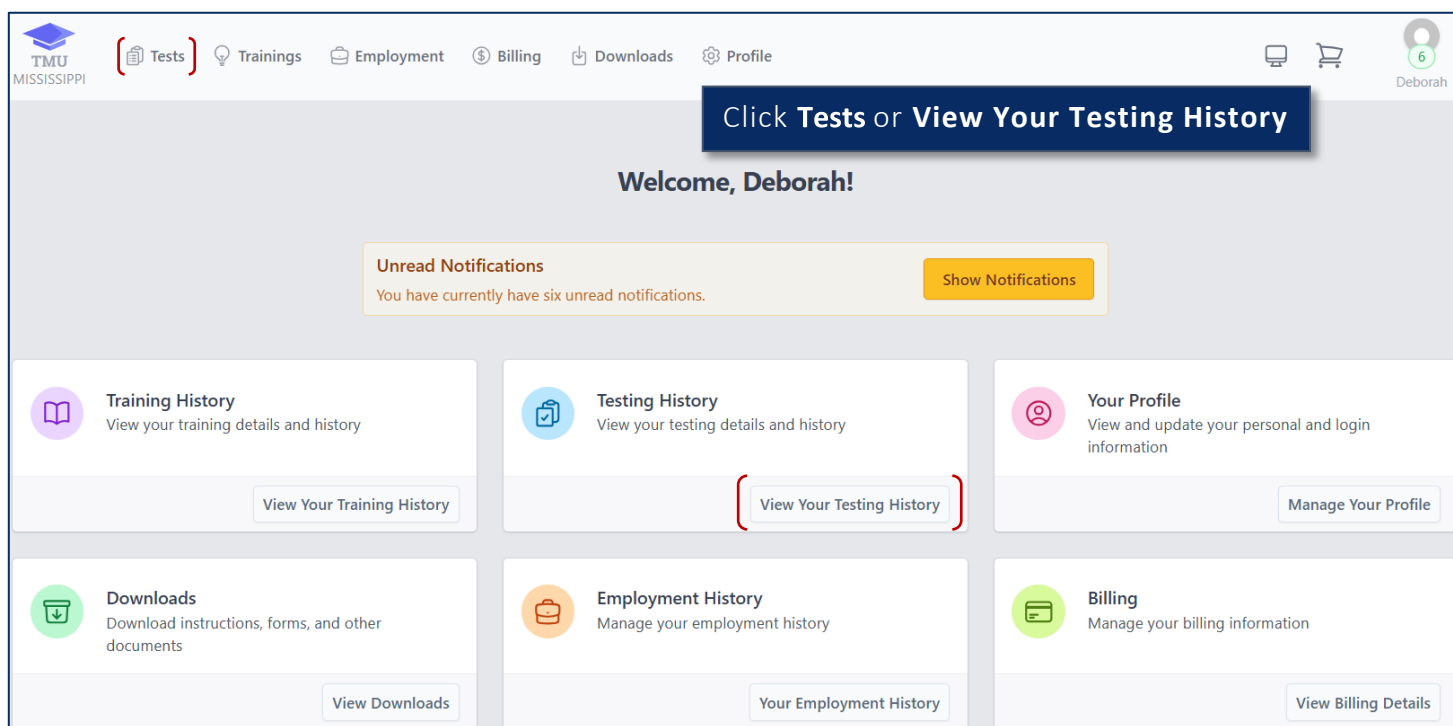 TMU
MISSISSIPPI
Tests
Trainings
Employment
Billing
Downloads
Profile
6
Deborah
Click Tests or View Your Testing History
Welcome, Deborah!
Unread Notifications
You have currently have six unread notifications.
Show Notifications
Training History
View your training details and history
View Your Training History
Testing History
View your testing details and history
View Your Testing History
Your Profile
View and update your personal and login
information
Manage Your Profile
Downloads
Download instructions, forms, and other
documents
View Downloads
Employment History
Manage your employment history
Your Employment History
Billing
Manage your billing information
View Billing Details